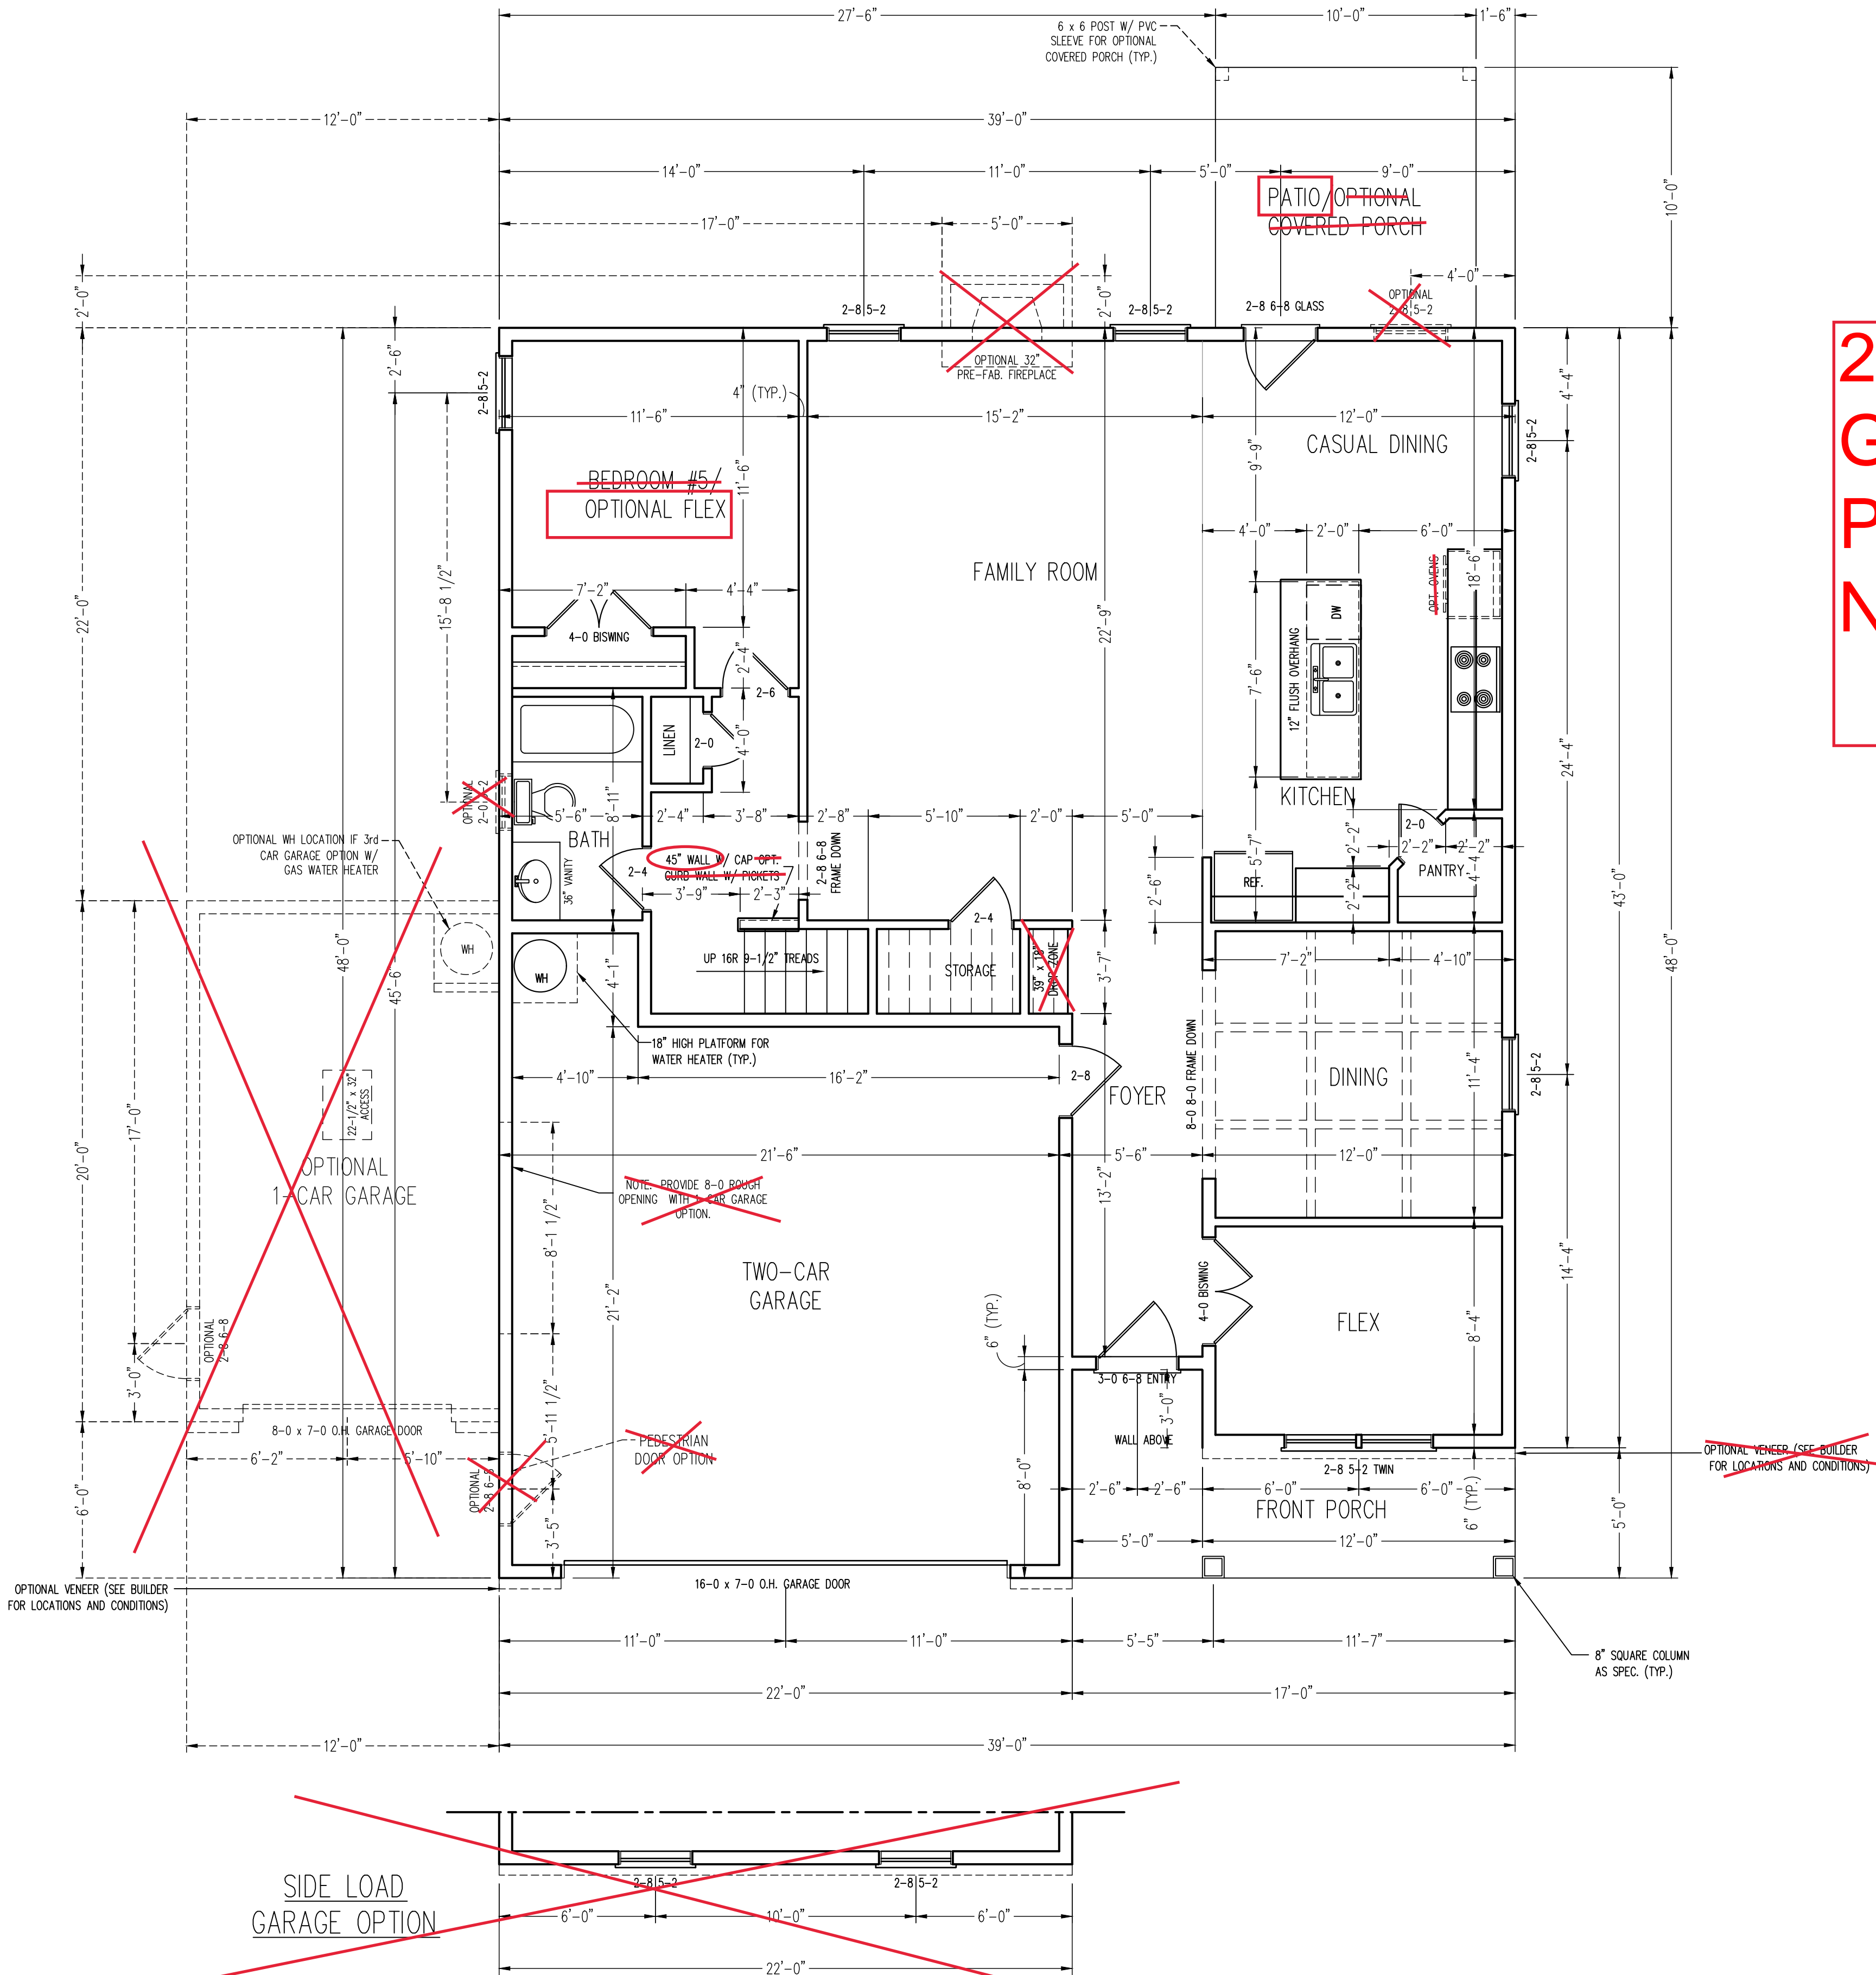 27'-6"
10'-0"
1'-6"
6 x 6 POST W/ PVC
SLEEVE FOR OPTIONAL
COVERED PORCH (TYP.)
12'-0"
39'-0"
14'-0"
11'-0"
5'-0"
9'-0"
10'-0"
PATIO/OPTIONAL
COVERED PORCH
17'-0"
5'-0"
4'-0"
2'-0"
2'-0"
2-8 5-2
2-8 5-2
2-8 6-8 GLASS
OPTIONAL
2-8 5-2
OPTIONAL 32"
PRE-FAB. FIREPLACE
2'-6"
2-8 5-2
4" (TYP.)
4'-4"
2
G
P
N
11'-6"
15'-2"
12'-0"
CASUAL DINING
2-8 5-2
9'-9"
11'-6"
BEDROOM #5/
OPTIONAL FLEX
4'-0"
2'-0"
6'-0"
FAMILY ROOM
18'-6"
OPT. OVENS
15'-8 1/2"
22'-0"
7'-2"
4'-4"
4-0 BISWING
DW
22'-9"
2'-4"
12" FLUSH OVERHANG
7'-6"
2-6
LINEN
2-0
4'-0"
24'-4"
OPTIONAL
2-0 3-2
KITCHEN
8'-11"
5'-6"
2'-4"
3'-8"
2'-8"
5'-10"
2'-0"
5'-0"
2-0
BATH
OPTIONAL WH LOCATION IF 3rd
CAR GARAGE OPTION W/
GAS WATER HEATER
45" WALL W/ CAP OPT.
CURB WALL W/ PICKETS
2-8 6-8
FRAME DOWN
2'-2"
2'-2"
2'-2"
5'-7"
4'-4"
PANTRY
43'-0"
2-4
36" VANITY
3'-9"
2'-3"
2'-6"
REF.
2'-2"
2-4
WH
WH
48'-0"
45'-6"
4'-1"
UP 16R 9-1/2" TREADS
STORAGE
39" x 18"
DROP ZONE
3'-7"
7'-2"
4'-10"
48'-0"
18" HIGH PLATFORM FOR
WATER HEATER (TYP.)
4'-10"
16'-2"
2-8
FOYER
8-0 8-0 FRAME DOWN
DINING
11'-4"
2-8 5-2
22-1/2" x 32"
ACCESS
17'-0"
OPTIONAL
1-CAR GARAGE
20'-0"
21'-6"
5'-6"
12'-0"
NOTE: PROVIDE 8-0 ROUGH
OPENING WITH 1-CAR GARAGE
OPTION.
13'-2"
8'-1 1/2"
14'-4"
TWO-CAR
GARAGE
21'-2"
4-0 BISWING
FLEX
8'-4"
6" (TYP.)
OPTIONAL
2-8 6-8
3'-0"
5'-11 1/2"
3-0 6-8 ENTRY
3'-0"
8-0 x 7-0 O.H. GARAGE DOOR
6'-2"
5'-10"
PEDESTRIAN
DOOR OPTION
WALL ABOVE
OPTIONAL VENEER (SEE BUILDER
FOR LOCATIONS AND CONDITIONS)
2-8 5-2 TWIN
OPTIONAL
2-8 6-8
8'-0"
2'-6"
2'-6"
6'-0"
6'-0"
FRONT PORCH
6" (TYP.)
6'-0"
5'-0"
3'-5"
5'-0"
12'-0"
16-0 x 7-0 O.H. GARAGE DOOR
OPTIONAL VENEER (SEE BUILDER
FOR LOCATIONS AND CONDITIONS)
11'-0"
11'-0"
5'-5"
11'-7"
8" SQUARE COLUMN
AS SPEC. (TYP.)
22'-0"
17'-0"
12'-0"
39'-0"
2-8 5-2
2-8 5-2
SIDE LOAD
GARAGE OPTION
6'-0"
10'-0"
6'-0"
22'-0"